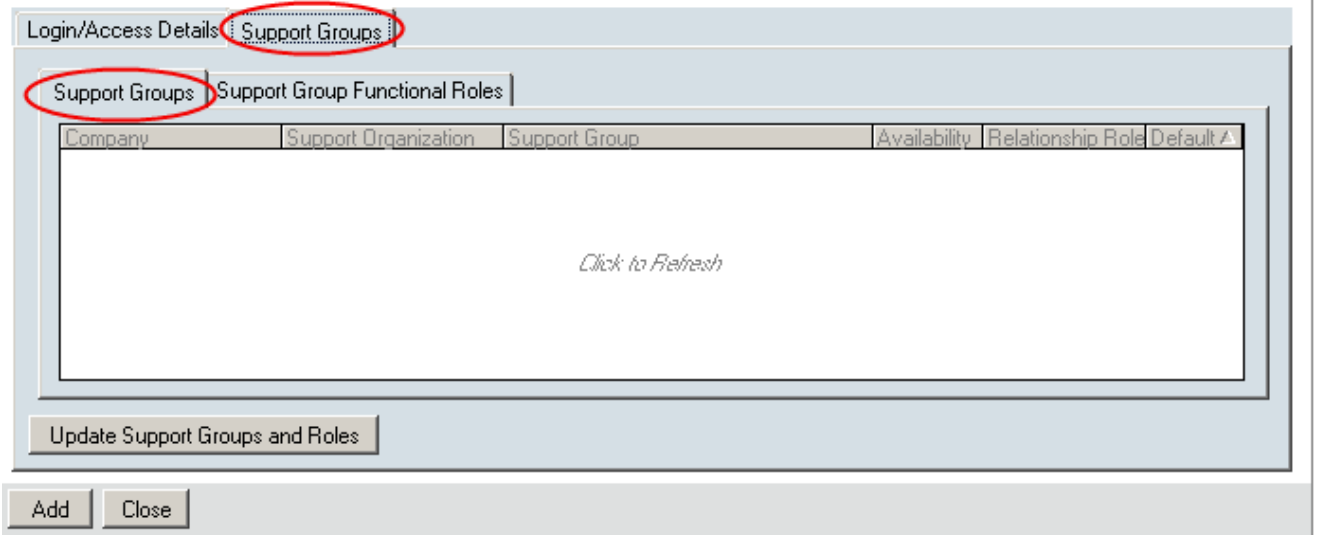 Login/Access Details Support Groups
Support Groups Support Group Functional Roles
Company Support Organization Support Group Availability Relationship Role Default
Click to Refresh
Update Support Groups and Roles
Add Close